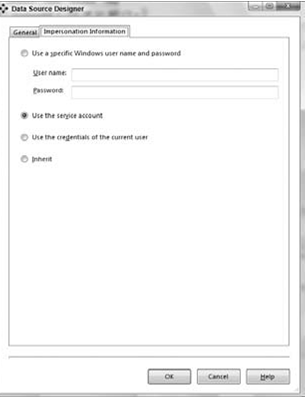 Data Source Designer
General
Impersonation Information
Use a specific Windows user name and password
User name:
Password:
Use the service account
Use the credentials of the current user
Inherit
OK
Cancel
Help